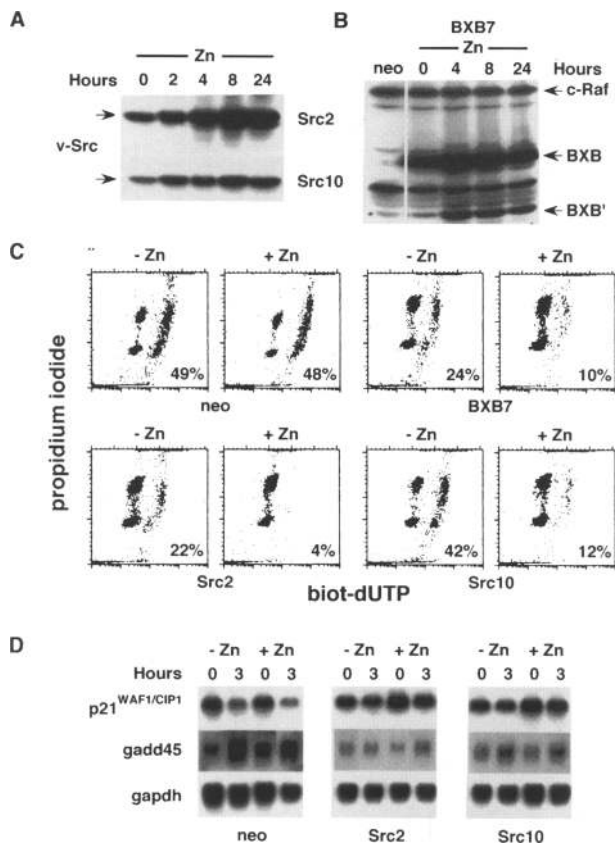 A
Zn
Hours 0 2 4 8 24
v-Src
Src2
Src10
B
BXB7
Zn
neo 0 4 8 24 Hours
c-Raf
BXB
BXB'
C
- Zn + Zn - Zn + Zn
49% 48% 24% 10%
neo BXB7
propidium iodide
- Zn + Zn - Zn + Zn
22% 4% 42% 12%
Src2 Src10
biot-dUTP
D
- Zn + Zn - Zn + Zn - Zn + Zn
Hours 0 3 0 3 0 3 0 3 0 3 0 3
p21WAF1/CIP1
gadd45
gapdh
neo Src2 Src10